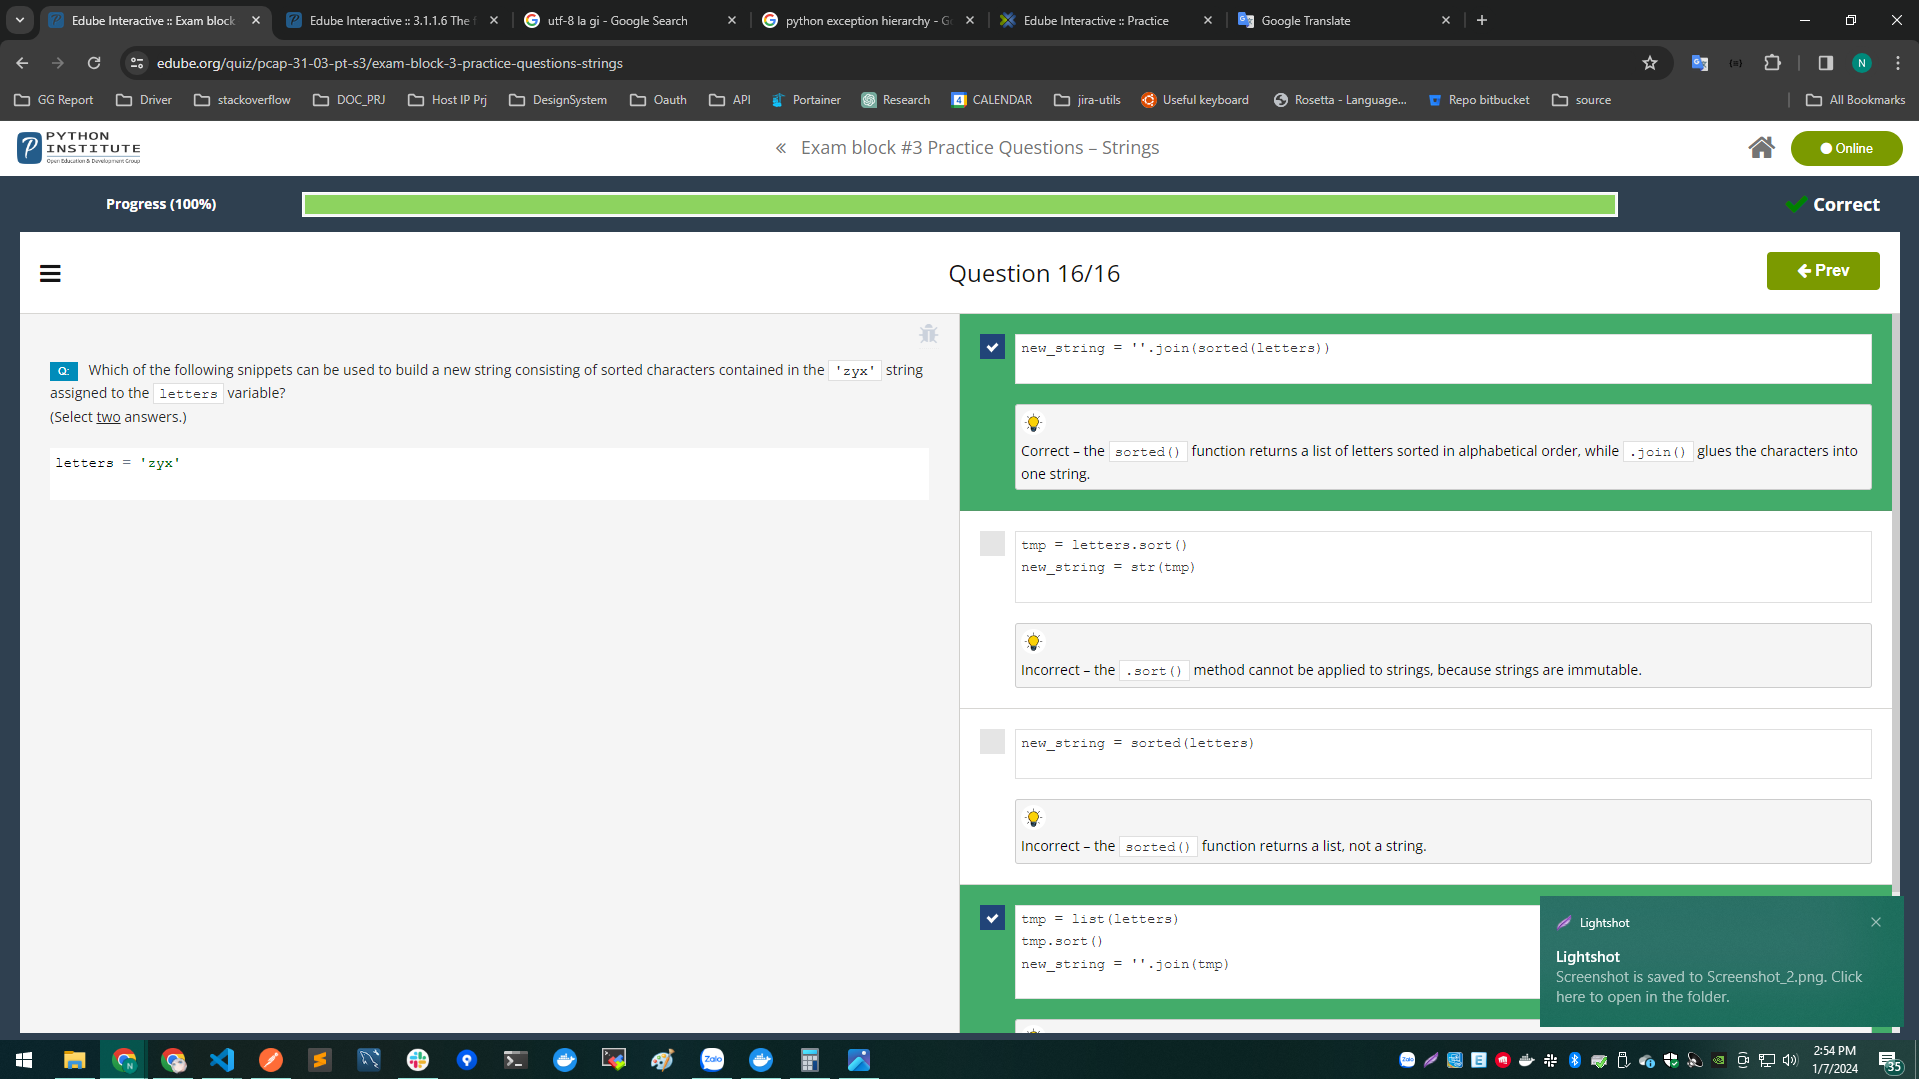 Edube Interactive :: Exam block
Edube Interactive :: 3.1.1.6 The f
utf-8 la gi - Google Search
python exception hierarchy - G
Edube Interactive :: Practice
Google Translate
edube.org/quiz/pcap-31-03-pt-s3/exam-block-3-practice-questions-strings
N
GG Report
Driver
stackoverflow
DOC_PRJ
Host IP Prj
DesignSystem
Oauth
API
Portainer
Research
4
CALENDAR
jira-utils
Useful keyboard
Rosetta - Language...
Repo bitbucket
source
All Bookmarks
PYTHON
INSTITUTE
Open Education & Development Group
« Exam block #3 Practice Questions – Strings
Online
Progress (100%)
Correct
Question 16/16
Prev
Q: Which of the following snippets can be used to build a new string consisting of sorted characters contained in the 'zyx' string
assigned to the letters variable?
(Select two answers.)
letters = 'zyx'
new_string = ''.join(sorted(letters))
Correct – the sorted() function returns a list of letters sorted in alphabetical order, while .join() glues the characters into
one string.
tmp = letters.sort()
new_string = str(tmp)
Incorrect – the .sort() method cannot be applied to strings, because strings are immutable.
new_string = sorted(letters)
Incorrect – the sorted() function returns a list, not a string.
tmp = list(letters)
tmp.sort()
new_string = ''.join(tmp)
Lightshot
Lightshot
Screenshot is saved to Screenshot_2.png. Click
here to open in the folder.
Zalo
2:54 PM
1/7/2024
35